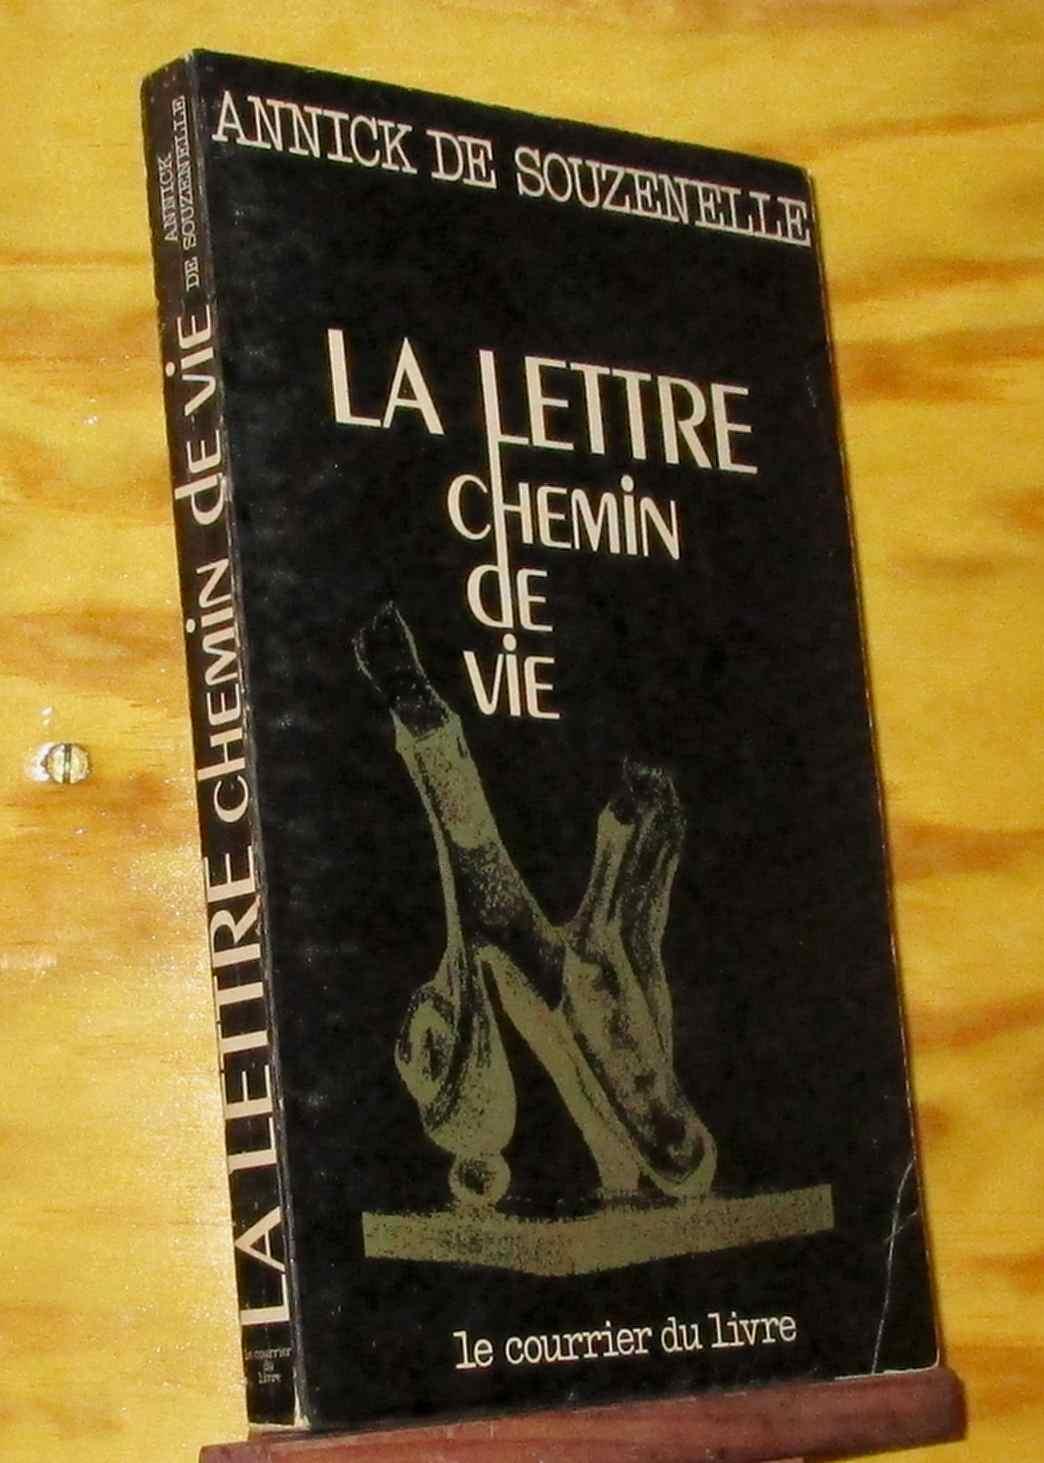 ANNICK DE SOUZENELLE
LA LETTRE
CHEMIN
DE
VIE
le courrier du livre
ANNICK
DE SOUZENELLE
LA LETTRE CHEMIN de VIE
le courrier
du
livre